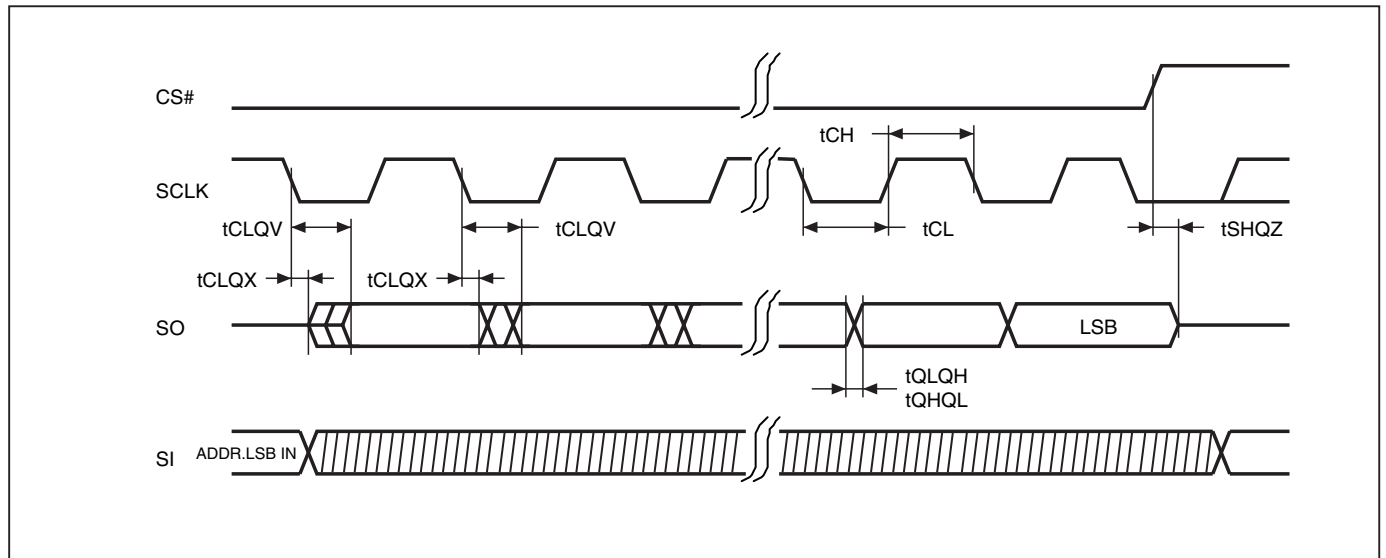 CS#
tCH
SCLK
tCLQV
tCLQV
tCL
tSHQZ
tCLQX
tCLQX
SO
LSB
tQLQH
tQHQL
SI
ADDR.LSB IN